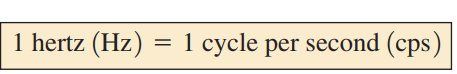 1 hertz (Hz) = 1 cycle per second (cps)